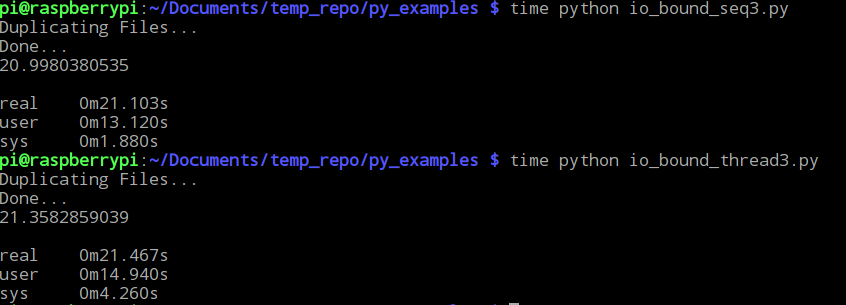 pi@raspberrypi:~/Documents/temp_repo/py_examples $ time python io_bound_seq3.py
Duplicating Files...
Done...
20.9980380535
real    0m21.103s
user    0m13.120s
sys     0m1.880s
pi@raspberrypi:~/Documents/temp_repo/py_examples $ time python io_bound_thread3.py
Duplicating Files...
Done...
21.3582859039
real    0m21.467s
user    0m14.940s
sys     0m4.260s